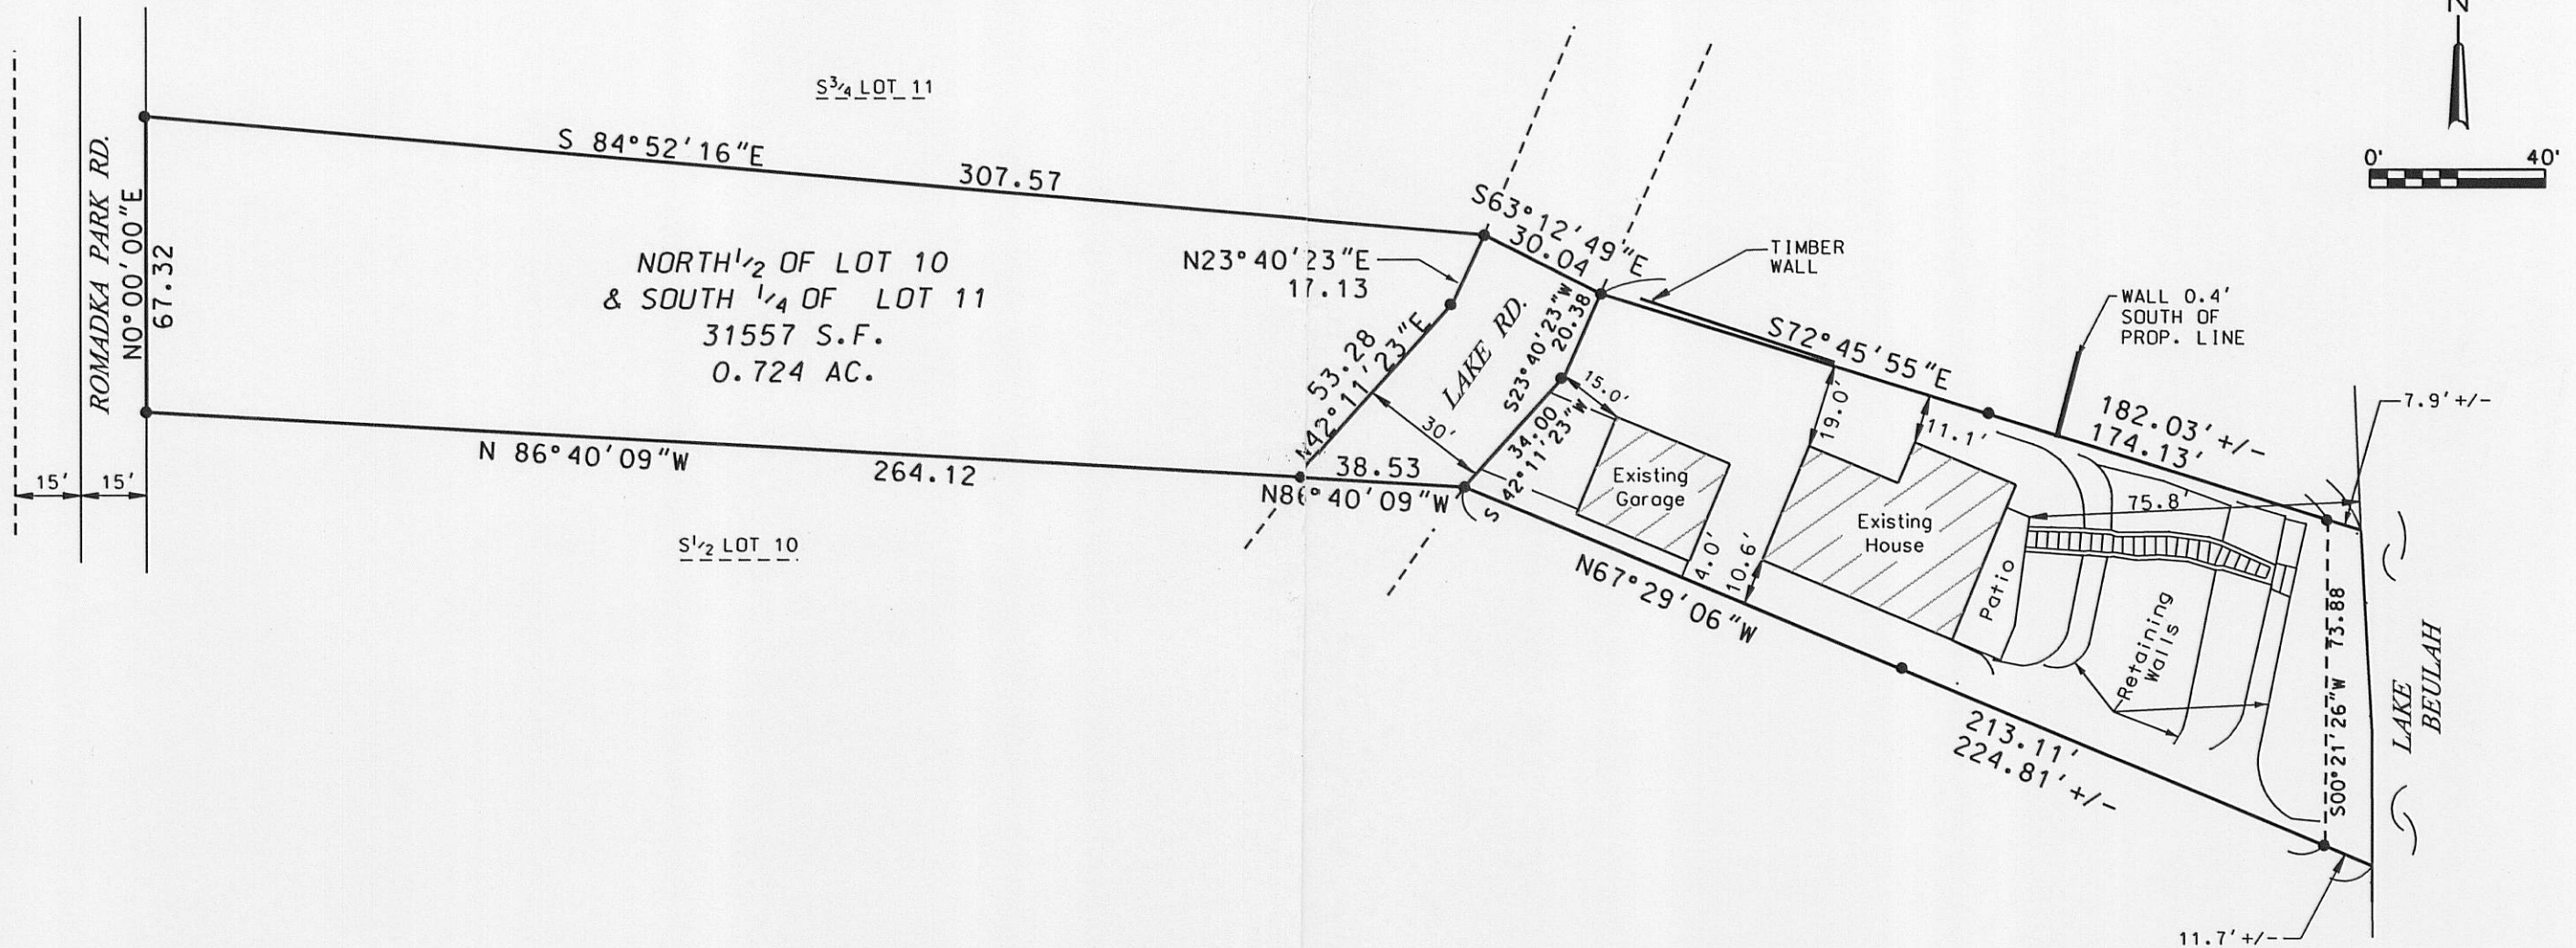 N
0' 40'
S3/4 LOT 11
S 84°52'16"E
307.57
ROMADKA PARK RD.
N0°00'00"E
67.32
NORTH 1/2 OF LOT 10
& SOUTH 1/4 OF LOT 11
31557 S.F.
0.724 AC.
N23°40'23"E
17.13
S63°12'49"E
30.04
TIMBER
WALL
WALL 0.4'
SOUTH OF
PROP. LINE
S72°45'55"E
182.03'+/-
174.13'
7.9'+/-
LAKE RD.
S23°40'23"W
20.38
53.28
N42°11'23"E
30'
34.00
S 42°11'23"W
15.0'
19.0'
11.1'
75.8'
15' 15'
N 86°40'09"W
264.12
38.53
N86°40'09"W
Existing
Garage
4.0'
10.6'
Existing
House
Patio
Retaining
Walls
S00°21'26"W 73.88
LAKE
BEULAH
S1/2 LOT 10
N67°29'06"W
213.11'
224.81'+/-
11.7'+/-